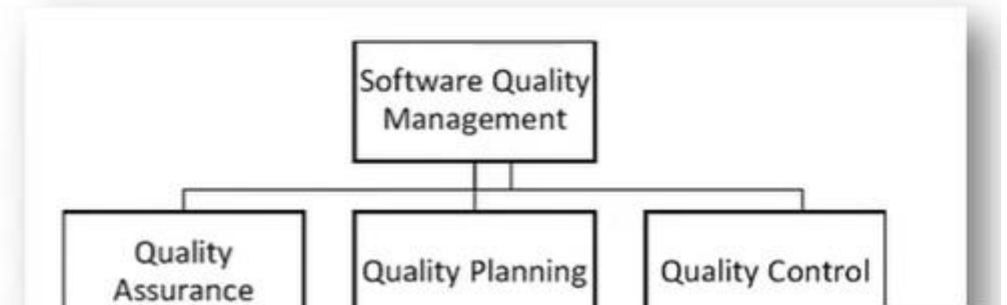 Software Quality
Management
Quality
Assurance
Quality Planning
Quality Control